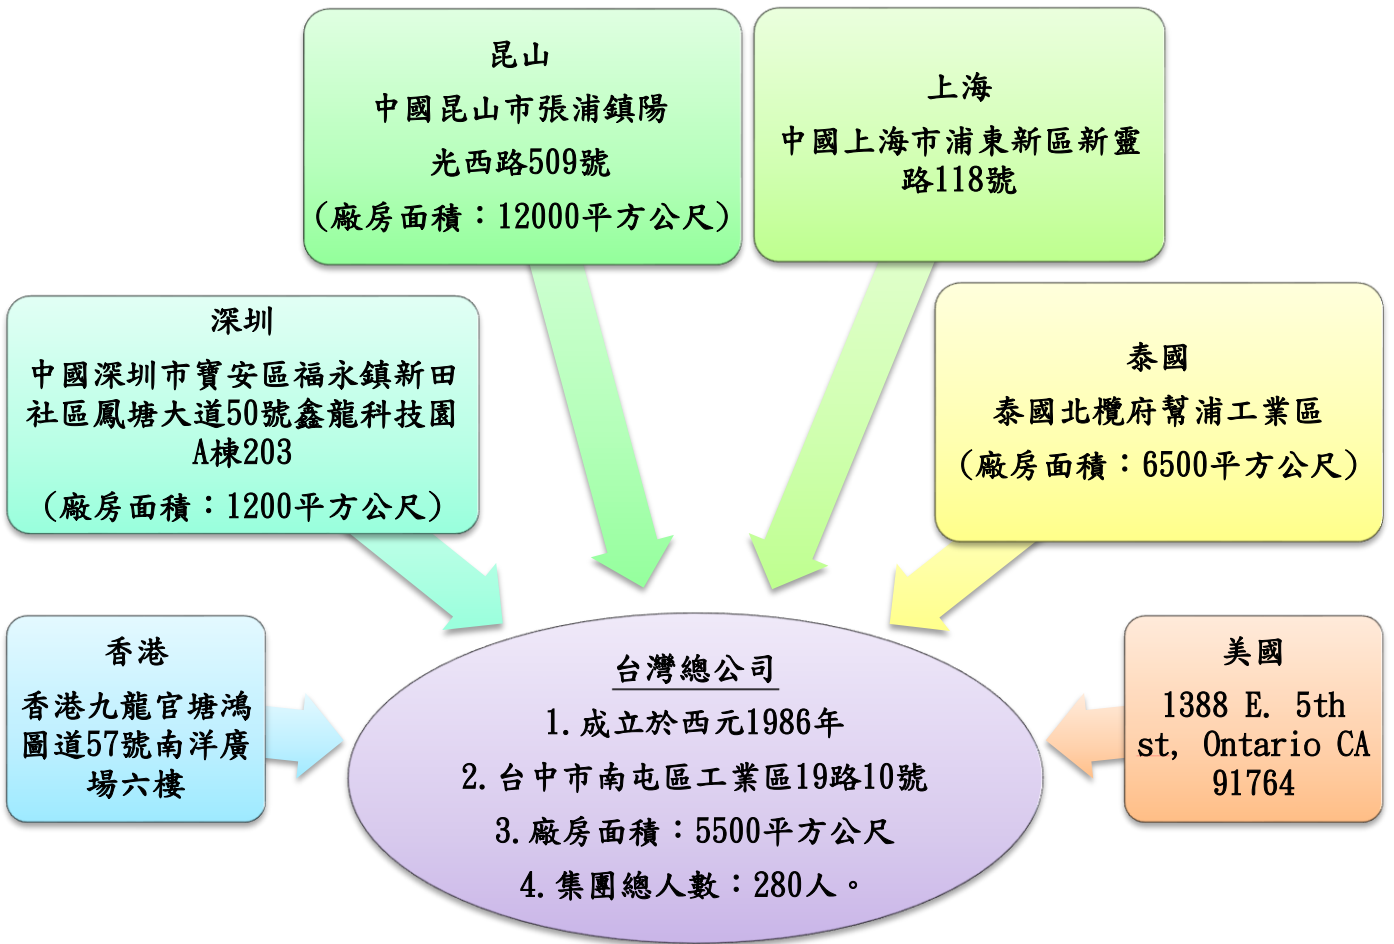 昆山
中國昆山市張浦鎮陽
光西路509號
(廠房面積：12000平方公尺)
上海
中國上海市浦東新區新靈
路118號
深圳
中國深圳市寶安區福永鎮新田
社區鳳塘大道50號鑫龍科技園
A棟203
(廠房面積：1200平方公尺)
泰國
泰國北欖府幫浦工業區
(廠房面積：6500平方公尺)
香港
香港九龍官塘鴻
圖道57號南洋廣
場六樓
台灣總公司
1.成立於西元1986年
2.台中市南屯區工業區19路10號
3.廠房面積：5500平方公尺
4.集團總人數：280人。
美國
1388 E. 5th
st, Ontario CA
91764